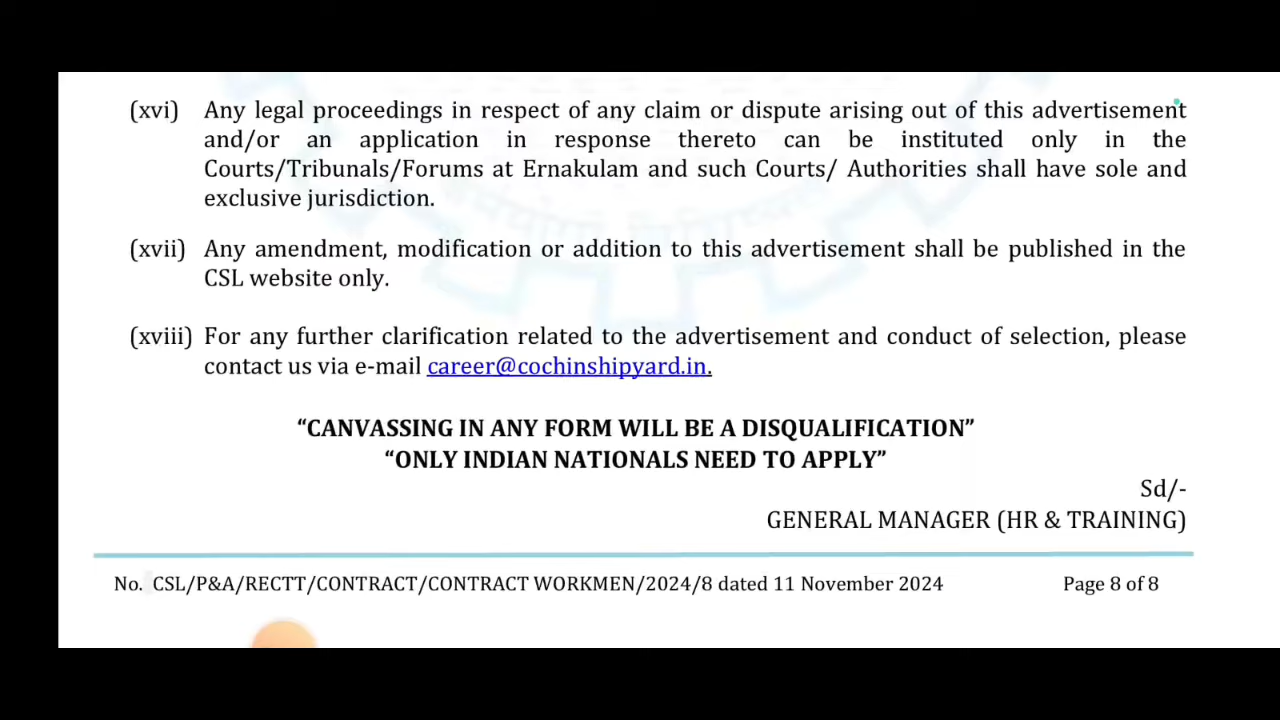 (xvi) Any legal proceedings in respect of any claim or dispute arising out of this advertisement
and/or an application in response thereto can be instituted only in the
Courts/Tribunals/Forums at Ernakulam and such Courts/ Authorities shall have sole and
exclusive jurisdiction.
(xvii) Any amendment, modification or addition to this advertisement shall be published in the
CSL website only.
(xviii) For any further clarification related to the advertisement and conduct of selection, please
contact us via e-mail career@cochinshipyard.in.
“CANVASSING IN ANY FORM WILL BE A DISQUALIFICATION”
“ONLY INDIAN NATIONALS NEED TO APPLY”
Sd/-
GENERAL MANAGER (HR & TRAINING)
No. CSL/P&A/RECTT/CONTRACT/CONTRACT WORKMEN/2024/8 dated 11 November 2024 Page 8 of 8